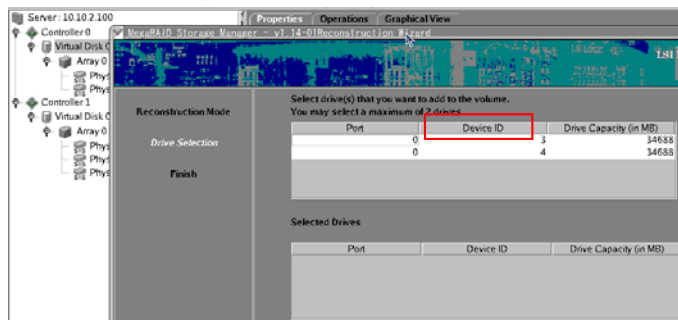 Server: 10.10.2.100
Properties Operations Graphical View
Controller 0
MegaRAID Storage Manager - v1.14-01Reconstruction Wizard
Virtual Disk
Array 0
LSI
Phys
Phys
Controller 1
Virtual Disk
Array 0
Phys
Phys
Phys
Reconstruction Mode
Drive Selection
Finish
Select drive(s) that you want to add to the volume.
You may select a maximum of 2 drives
Port Device ID Drive Capacity (in MB)
0 3 34688
0 4 34688
Selected Drives
Port Device ID Drive Capacity (in MB)